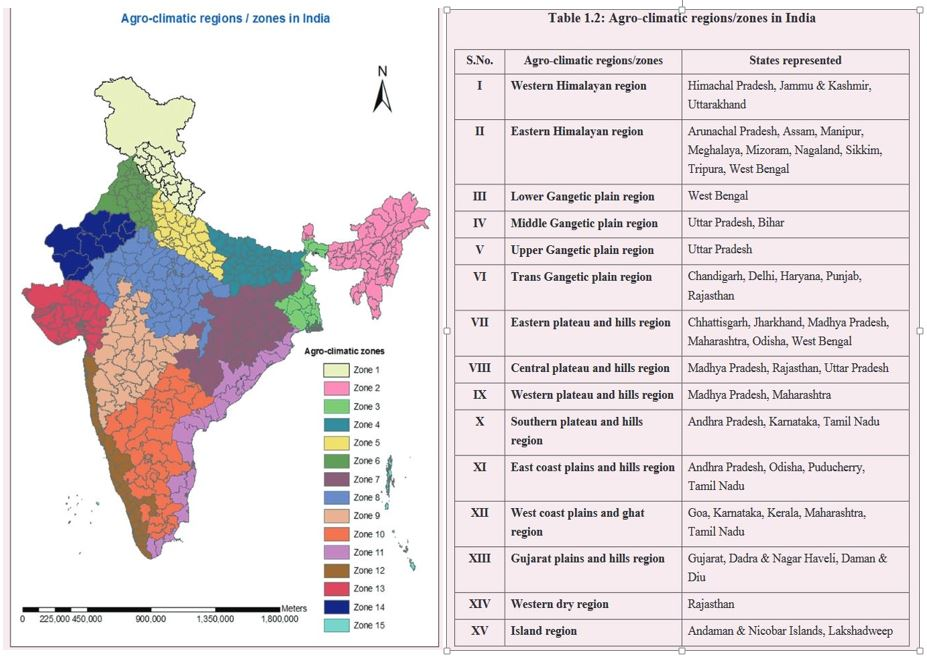 Agro-climatic regions / zones in India
N
Agro-climatic zones
Zone 1
Zone 2
Zone 3
Zone 4
Zone 5
Zone 6
Zone 7
Zone 8
Zone 9
Zone 10
Zone 11
Zone 12
Zone 13
Zone 14
Zone 15
Meters
0 225,000 450,000 900,000 1,350,000 1,800,000
Table 1.2: Agro-climatic regions/zones in India
S.No. Agro-climatic regions/zones States represented
I Western Himalayan region Himachal Pradesh, Jammu & Kashmir,
Uttarakhand
II Eastern Himalayan region Arunachal Pradesh, Assam, Manipur,
Meghalaya, Mizoram, Nagaland, Sikkim,
Tripura, West Bengal
III Lower Gangetic plain region West Bengal
IV Middle Gangetic plain region Uttar Pradesh, Bihar
V Upper Gangetic plain region Uttar Pradesh
VI Trans Gangetic plain region Chandigarh, Delhi, Haryana, Punjab,
Rajasthan
VII Eastern plateau and hills region Chhattisgarh, Jharkhand, Madhya Pradesh,
Maharashtra, Odisha, West Bengal
VIII Central plateau and hills region Madhya Pradesh, Rajasthan, Uttar Pradesh
IX Western plateau and hills region Madhya Pradesh, Maharashtra
X Southern plateau and hills Andhra Pradesh, Karnataka, Tamil Nadu
region
XI East coast plains and hills region Andhra Pradesh, Odisha, Puducherry,
Tamil Nadu
XII West coast plains and ghat Goa, Karnataka, Kerala, Maharashtra,
region Tamil Nadu
XIII Gujarat plains and hills region Gujarat, Dadra & Nagar Haveli, Daman &
Diu
XIV Western dry region Rajasthan
XV Island region Andaman & Nicobar Islands, Lakshadweep